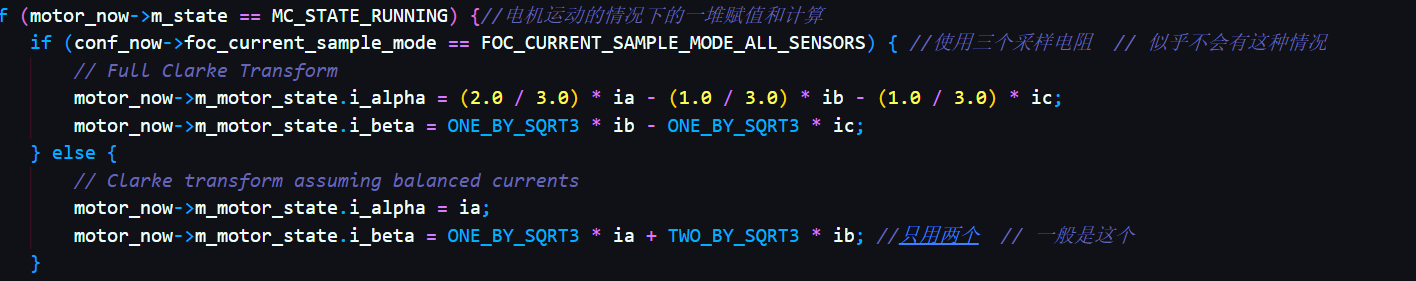 f (motor_now->m_state == MC_STATE_RUNNING) {//电机运动的情况下的一堆赋值和计算
if (conf_now->foc_current_sample_mode == FOC_CURRENT_SAMPLE_MODE_ALL_SENSORS) { //使用三个采样电阻  // 似乎不会有这种情况
// Full Clarke Transform
motor_now->m_motor_state.i_alpha = (2.0 / 3.0) * ia - (1.0 / 3.0) * ib - (1.0 / 3.0) * ic;
motor_now->m_motor_state.i_beta = ONE_BY_SQRT3 * ib - ONE_BY_SQRT3 * ic;
} else {
// Clarke transform assuming balanced currents
motor_now->m_motor_state.i_alpha = ia;
motor_now->m_motor_state.i_beta = ONE_BY_SQRT3 * ia + TWO_BY_SQRT3 * ib; //只用两个  // 一般是这个
}